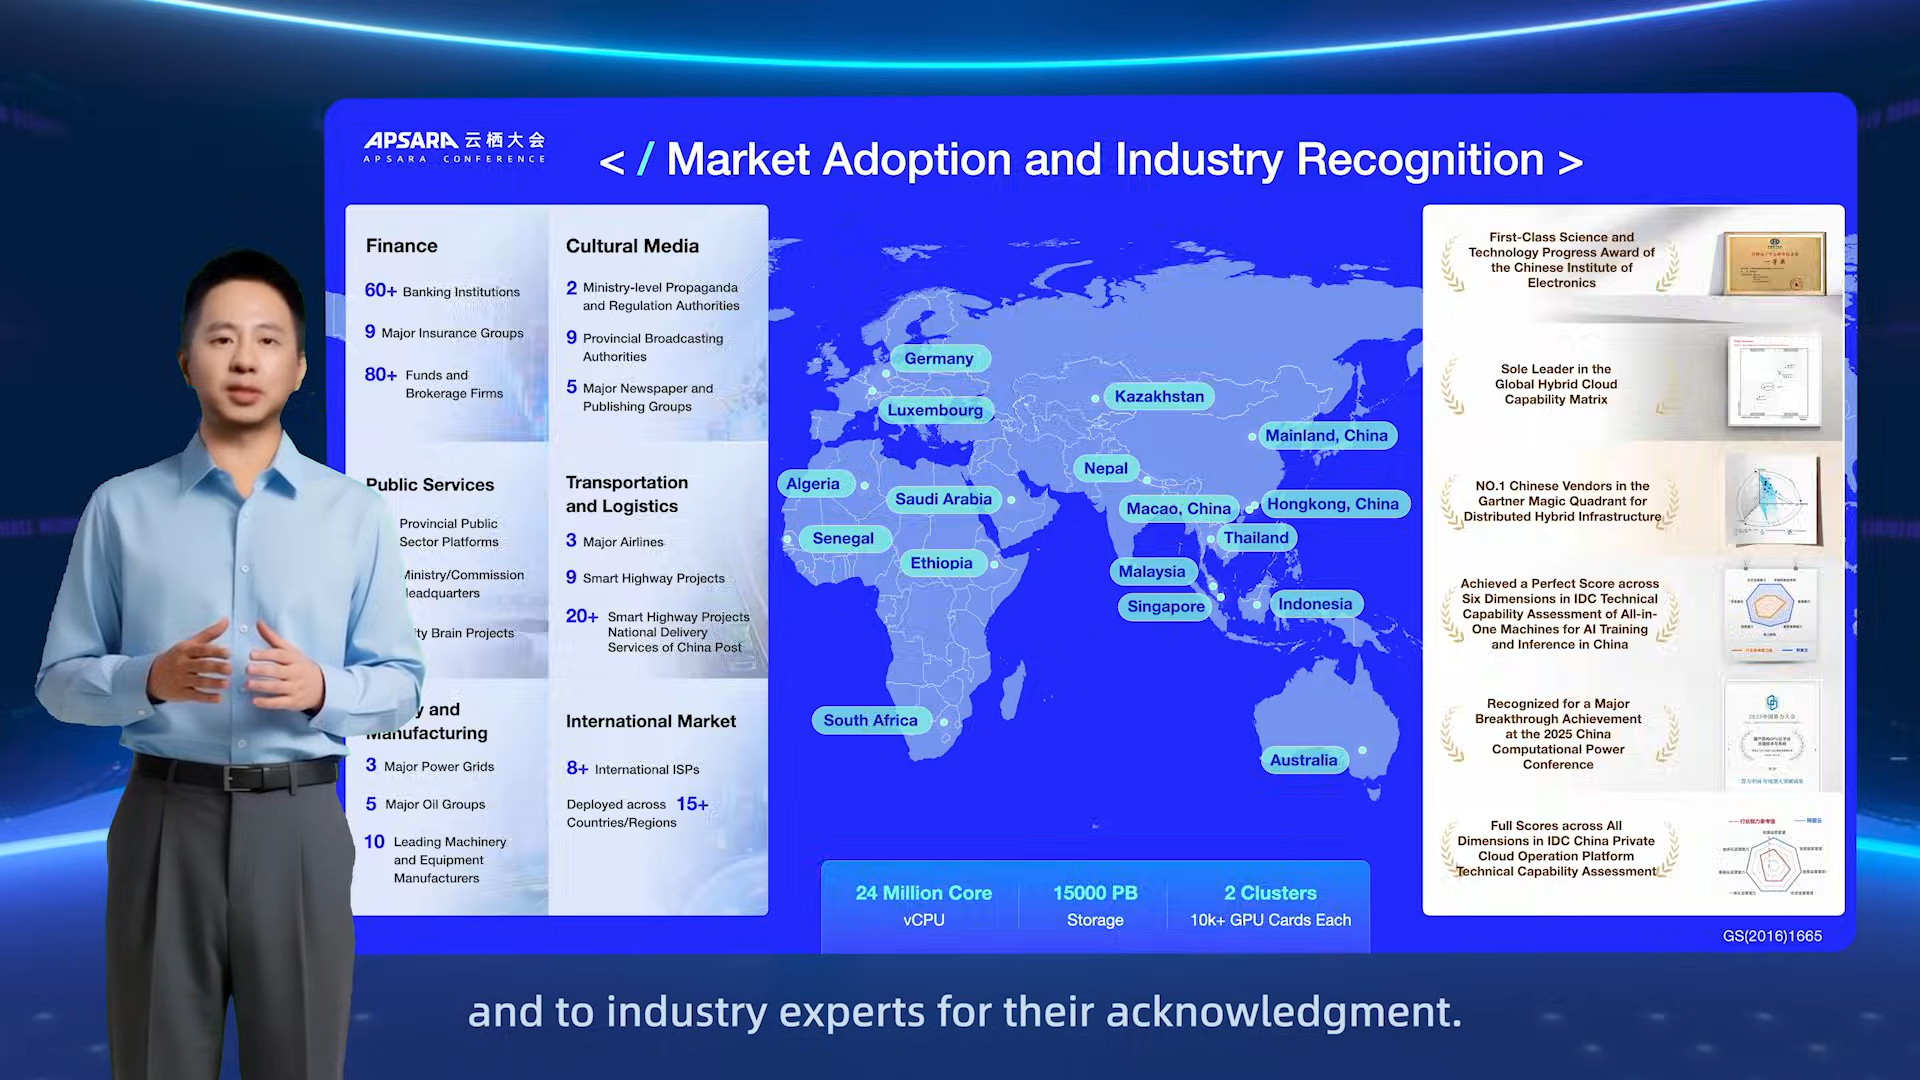 APSARA 云栖大会
APSARA CONFERENCE
< / Market Adoption and Industry Recognition >
Finance
60+ Banking Institutions
9 Major Insurance Groups
80+ Funds and
Brokerage Firms
Cultural Media
2 Ministry-level Propaganda
and Regulation Authorities
9 Provincial Broadcasting
Authorities
5 Major Newspaper and
Publishing Groups
Public Services
Provincial Public
Sector Platforms
Ministry/Commission
Brain Projects
Transportation
and Logistics
3 Major Airlines
9 Smart Highway Projects
20+ Smart Highway Projects
National Delivery
Services of China Post
and
Manufacturing
3 Major Power Grids
5 Major Oil Groups
10 Leading Machinery
and Equipment
Manufacturers
International Market
8+ International ISPs
Deployed across 15+
Countries/Regions
Germany
Luxembourg
Kazakhstan
Mainland, China
Nepal
Algeria
Saudi Arabia
Macao, China
Hongkong, China
Senegal
Thailand
Ethiopia
Malaysia
Singapore
Indonesia
South Africa
Australia
24 Million Core
vCPU
15000 PB
Storage
2 Clusters
10k+ GPU Cards Each
First-Class Science and
Technology Progress Award of
the Chinese Institute of
Electronics
一等奖
Sole Leader in the
Global Hybrid Cloud
Capability Matrix
NO.1 Chinese Vendors in the
Gartner Magic Quadrant for
Distributed Hybrid Infrastructure
Achieved a Perfect Score across
Six Dimensions in IDC Technical
Capability Assessment of All-in-
One Machines for AI Training
and Inference in China
Recognized for a Major
Breakthrough Achievement
at the 2025 China
Computational Power
Conference
Full Scores across All
Dimensions in IDC China Private
Cloud Operation Platform
Technical Capability Assessment
GS(2016)1665
and to industry experts for their acknowledgment.